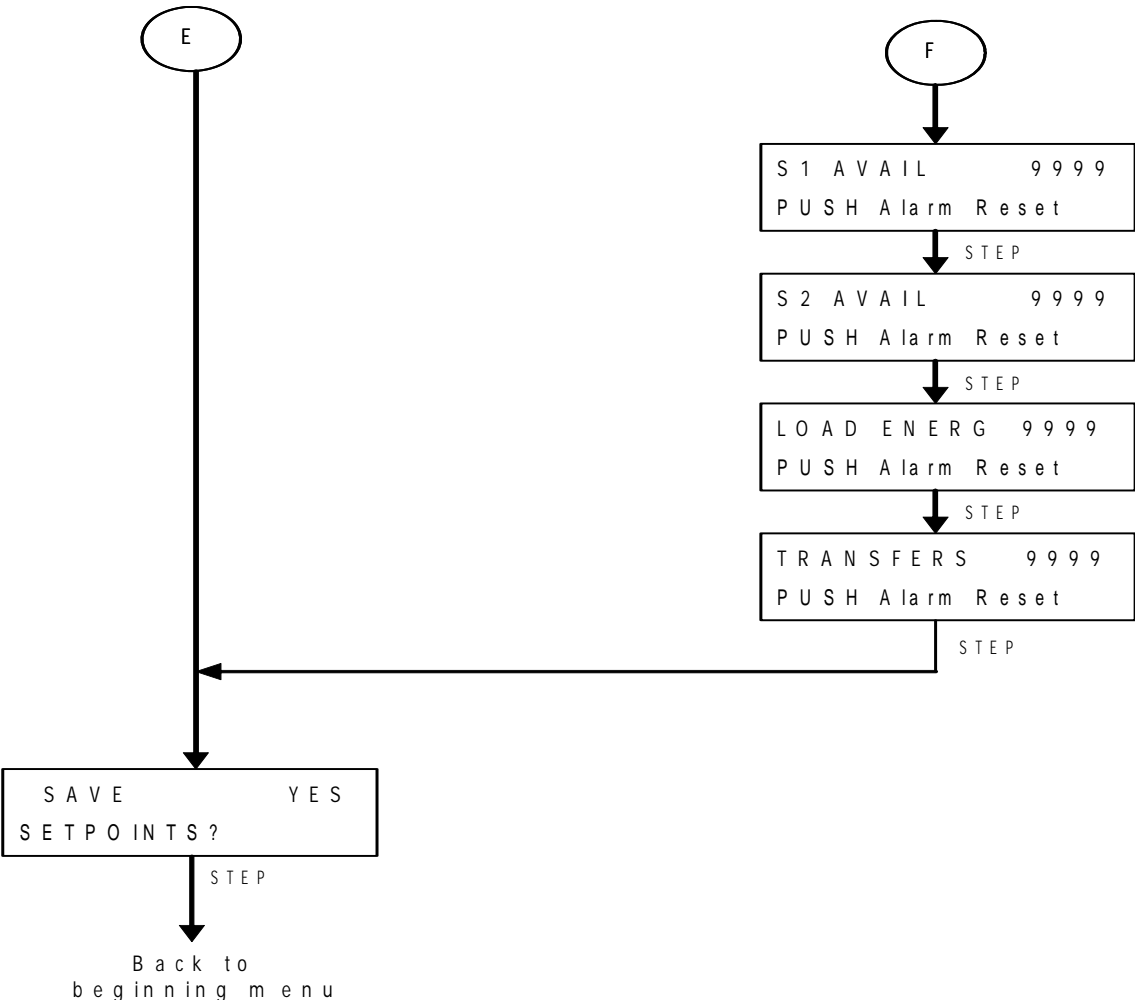 E
F
S1 AVAIL 9999
PUSH Alarm Reset
STEP
S2 AVAIL 9999
PUSH Alarm Reset
STEP
LOAD ENERG 9999
PUSH Alarm Reset
STEP
TRANSFERS 9999
PUSH Alarm Reset
STEP
SAVE YES
SETPOINTS?
STEP
Back to
beginning menu